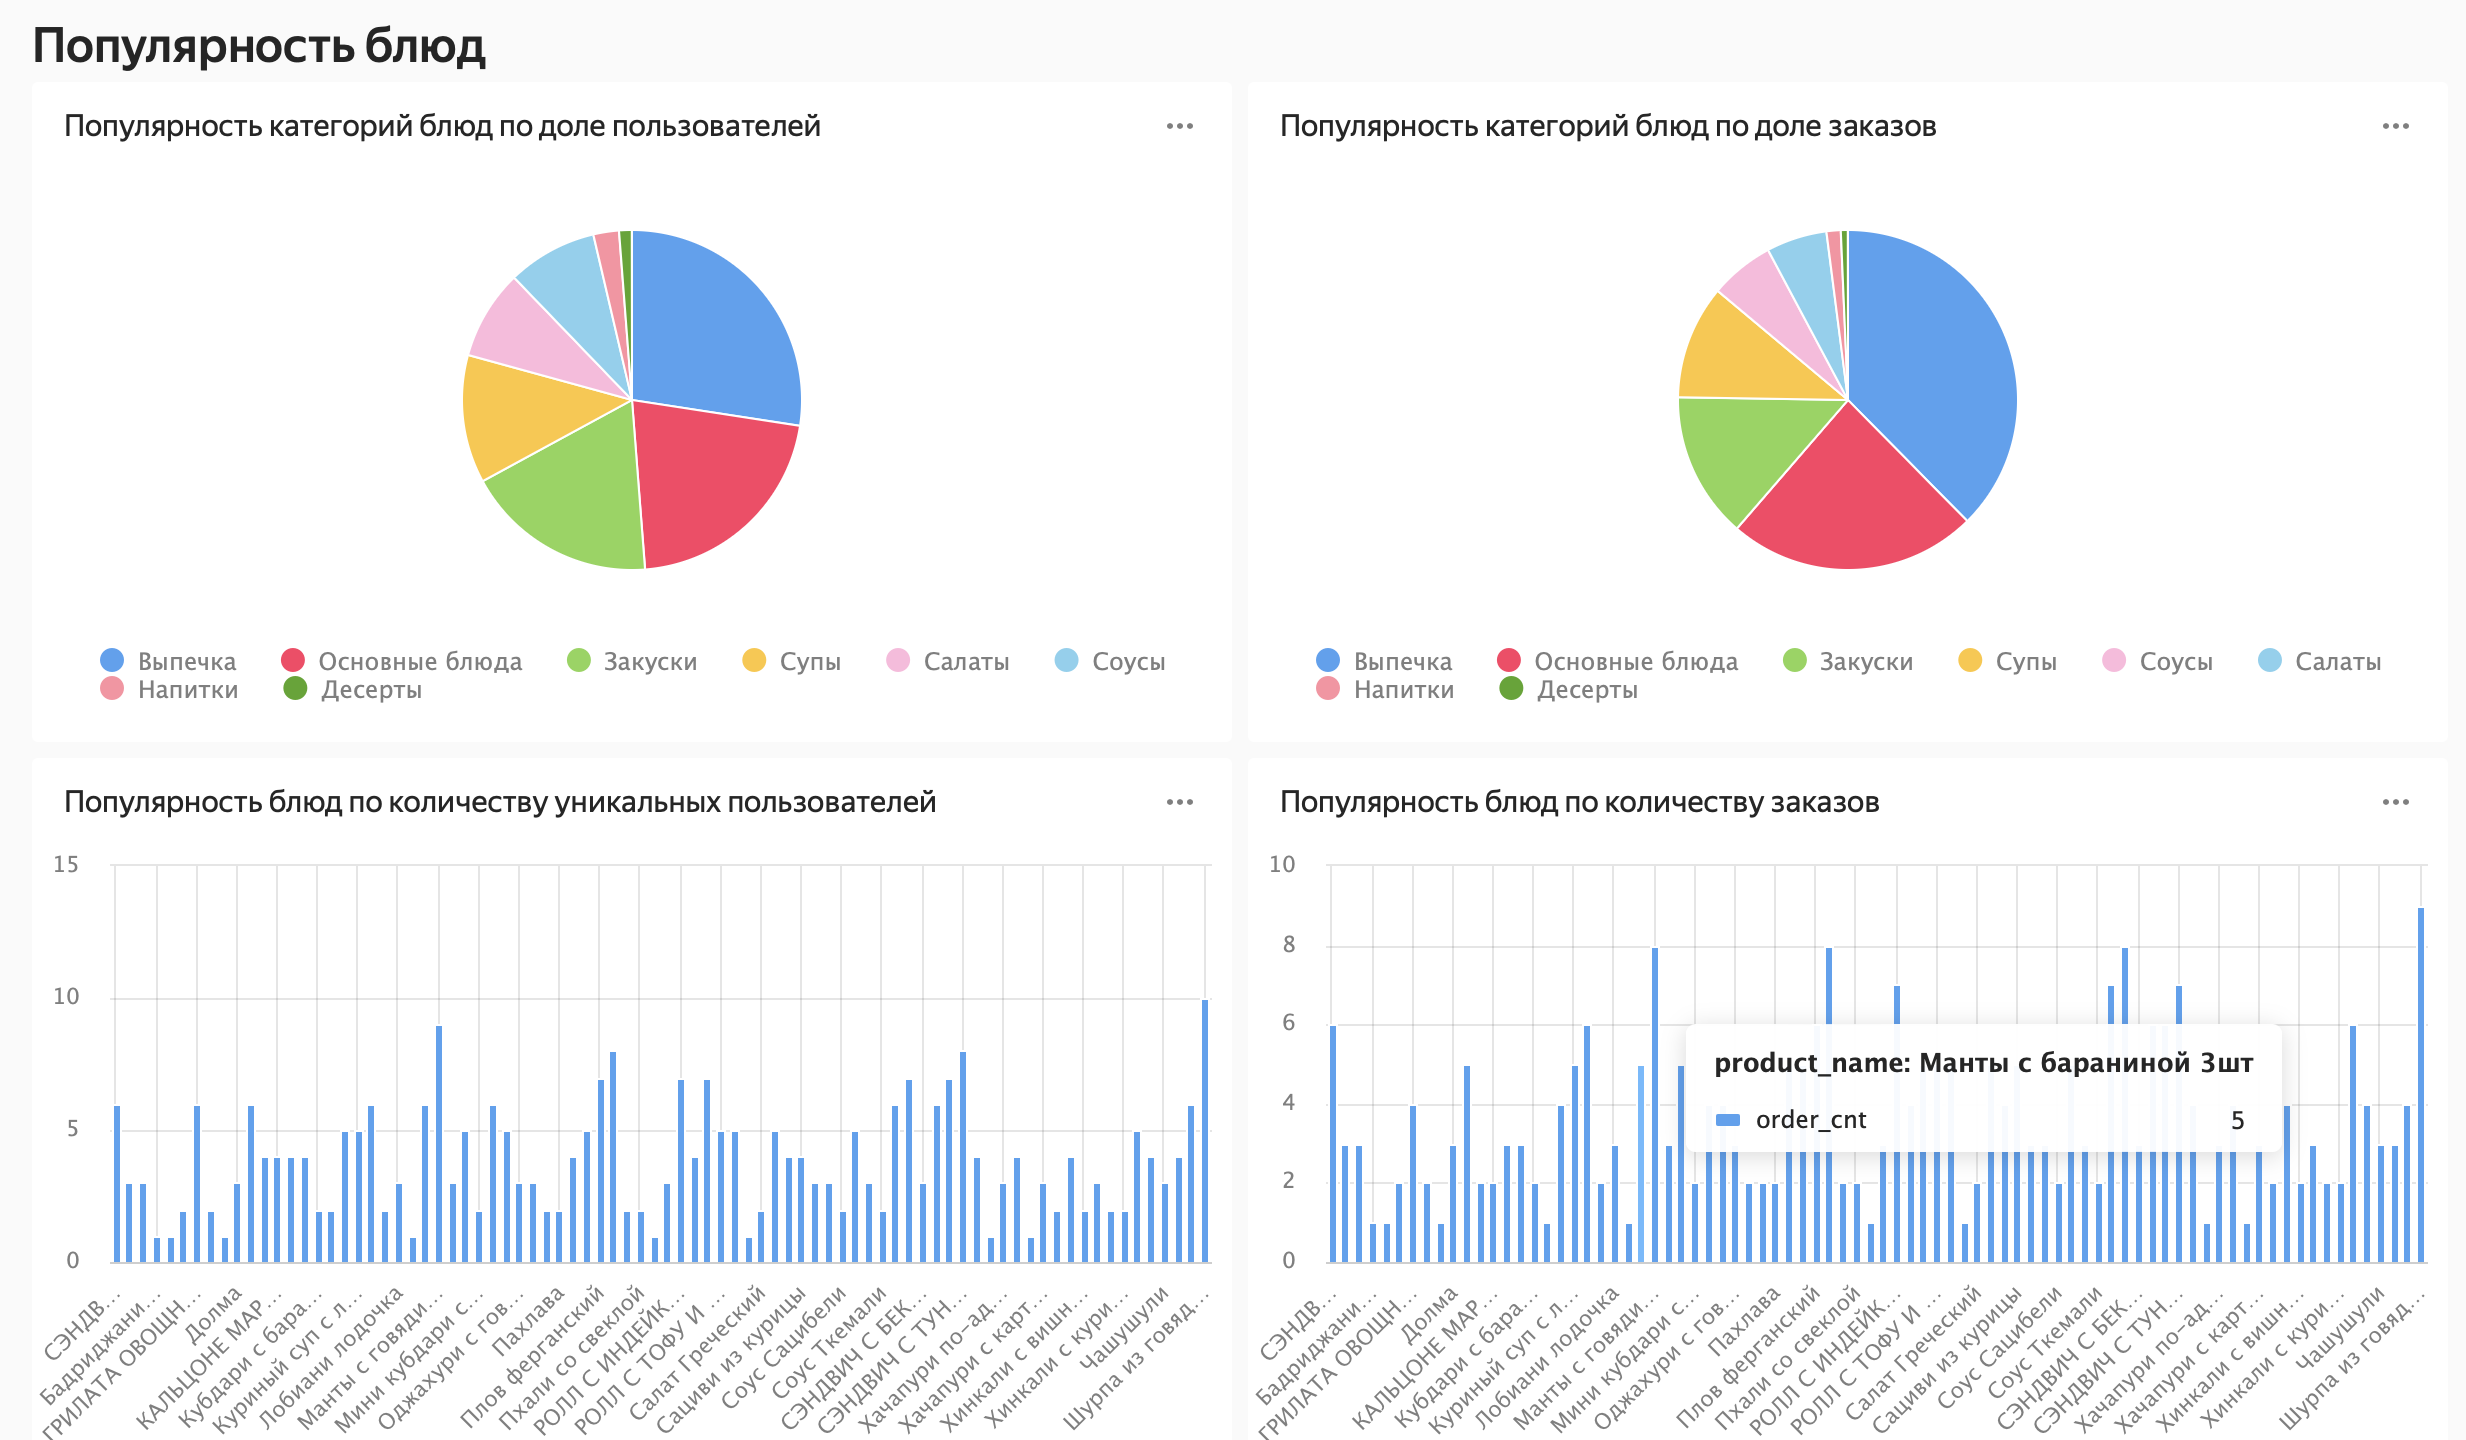 Популярность блюд
Популярность категорий блюд по доле пользователей
Выпечка Основные блюда Закуски Супы Салаты Соусы
Напитки Десерты
Популярность категорий блюд по доле заказов
Выпечка Основные блюда Закуски Супы Соусы Салаты
Напитки Десерты
Популярность блюд по количеству уникальных пользователей
15
10
5
0
СЭНДВ...
Бадриджани...
ГРИЛАТА ОВОЩН...
Долма
КАЛЬЦОНЕ МАР...
Кубдари с бара...
Куриный суп с л...
Лобиани лодочка
Манты с говяди...
Мини кубдари с...
Оджахури с гов...
Пахлава
Плов ферганский
Пхали со свеклой
РОЛЛ С ИНДЕЙК...
РОЛЛ С ТОФУ И ...
Салат Греческий
Сациви из курицы
Соус Сацибели
Соус Ткемали
СЭНДВИЧ С БЕК...
СЭНДВИЧ С ТУН...
Хачапури по-ад...
Хачапури с карт...
Хинкали с вишн...
Хинкали с кури...
Чашушули
Шурпа из говяд...
Популярность блюд по количеству заказов
10
8
6
4
2
0
product_name: Манты с бараниной 3шт
order_cnt 5
СЭНДВ...
Бадриджани...
ГРИЛАТА ОВОЩН...
Долма
КАЛЬЦОНЕ МАР...
Кубдари с бара...
Куриный суп с л...
Лобиани лодочка
Манты с говяди...
Мини кубдари с...
Оджахури с гов...
Пахлава
Плов ферганский
Пхали со свеклой
РОЛЛ С ИНДЕЙК...
РОЛЛ С ТОФУ И ...
Салат Греческий
Сациви из курицы
Соус Сацибели
Соус Ткемали
СЭНДВИЧ С БЕК...
СЭНДВИЧ С ТУН...
Хачапури по-ад...
Хачапури с карт...
Хинкали с вишн...
Хинкали с кури...
Чашушули
Шурпа из говяд...